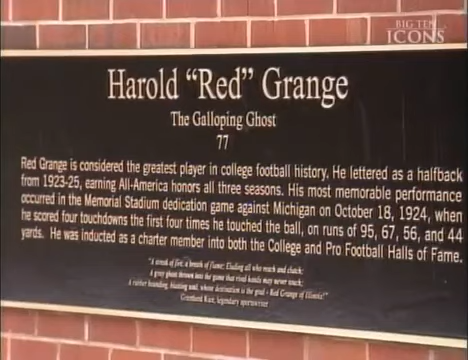 BIG TEN
ICONS
Harold “Red” Grange
The Galloping Ghost
77
Red Grange is considered the greatest player in college football history. He lettered as a halfback
from 1923-25, earning All-America honors all three seasons. His most memorable performance
occurred in the Memorial Stadium dedication game against Michigan on October 18, 1924, when
he scored four touchdowns the first four times he touched the ball, on runs of 95, 67, 56, and 44
yards. He was inducted as a charter member into both the College and Pro Football Halls of Fame.
"A streak of fire, a breath of flame; Eluding all who reach and clutch;
A gray ghost thrown into the game that rival hands may never touch;
A rubber bounding, blasting soul, whose destination is the goal - Red Grange of Illinois!"
Grantland Rice, legendary sportswriter